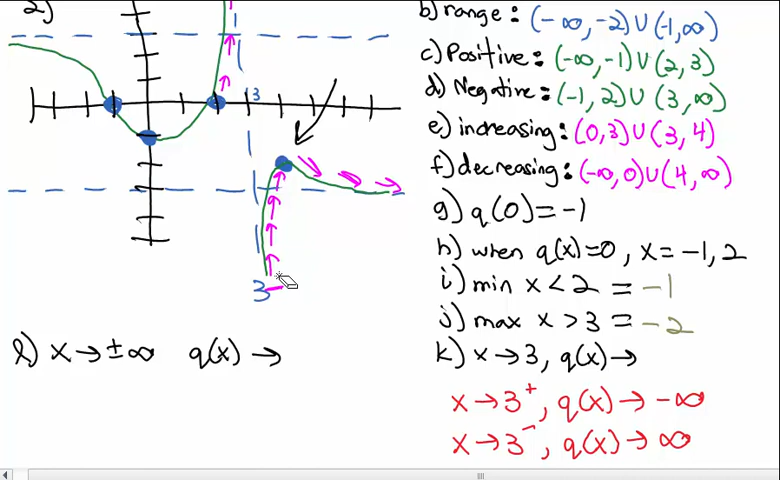 2.)
b) range: (-∞, -2) ∪ (-1, ∞)
c) Positive: (-∞, -1) ∪ (2, 3)
d) Negative: (-1, 2) ∪ (3, ∞)
3
e) increasing: (0, 3) ∪ (3, 4)
f) decreasing: (-∞, 0) ∪ (4, ∞)
g) q(0) = -1
h) when q(x)=0, x = -1, 2
i) min x < 2 = -1
3
j) max x > 3 = -2
l) x → ±∞ q(x) →
k) x → 3, q(x) →
x → 3⁺, q(x) → -∞
x → 3⁻, q(x) → ∞